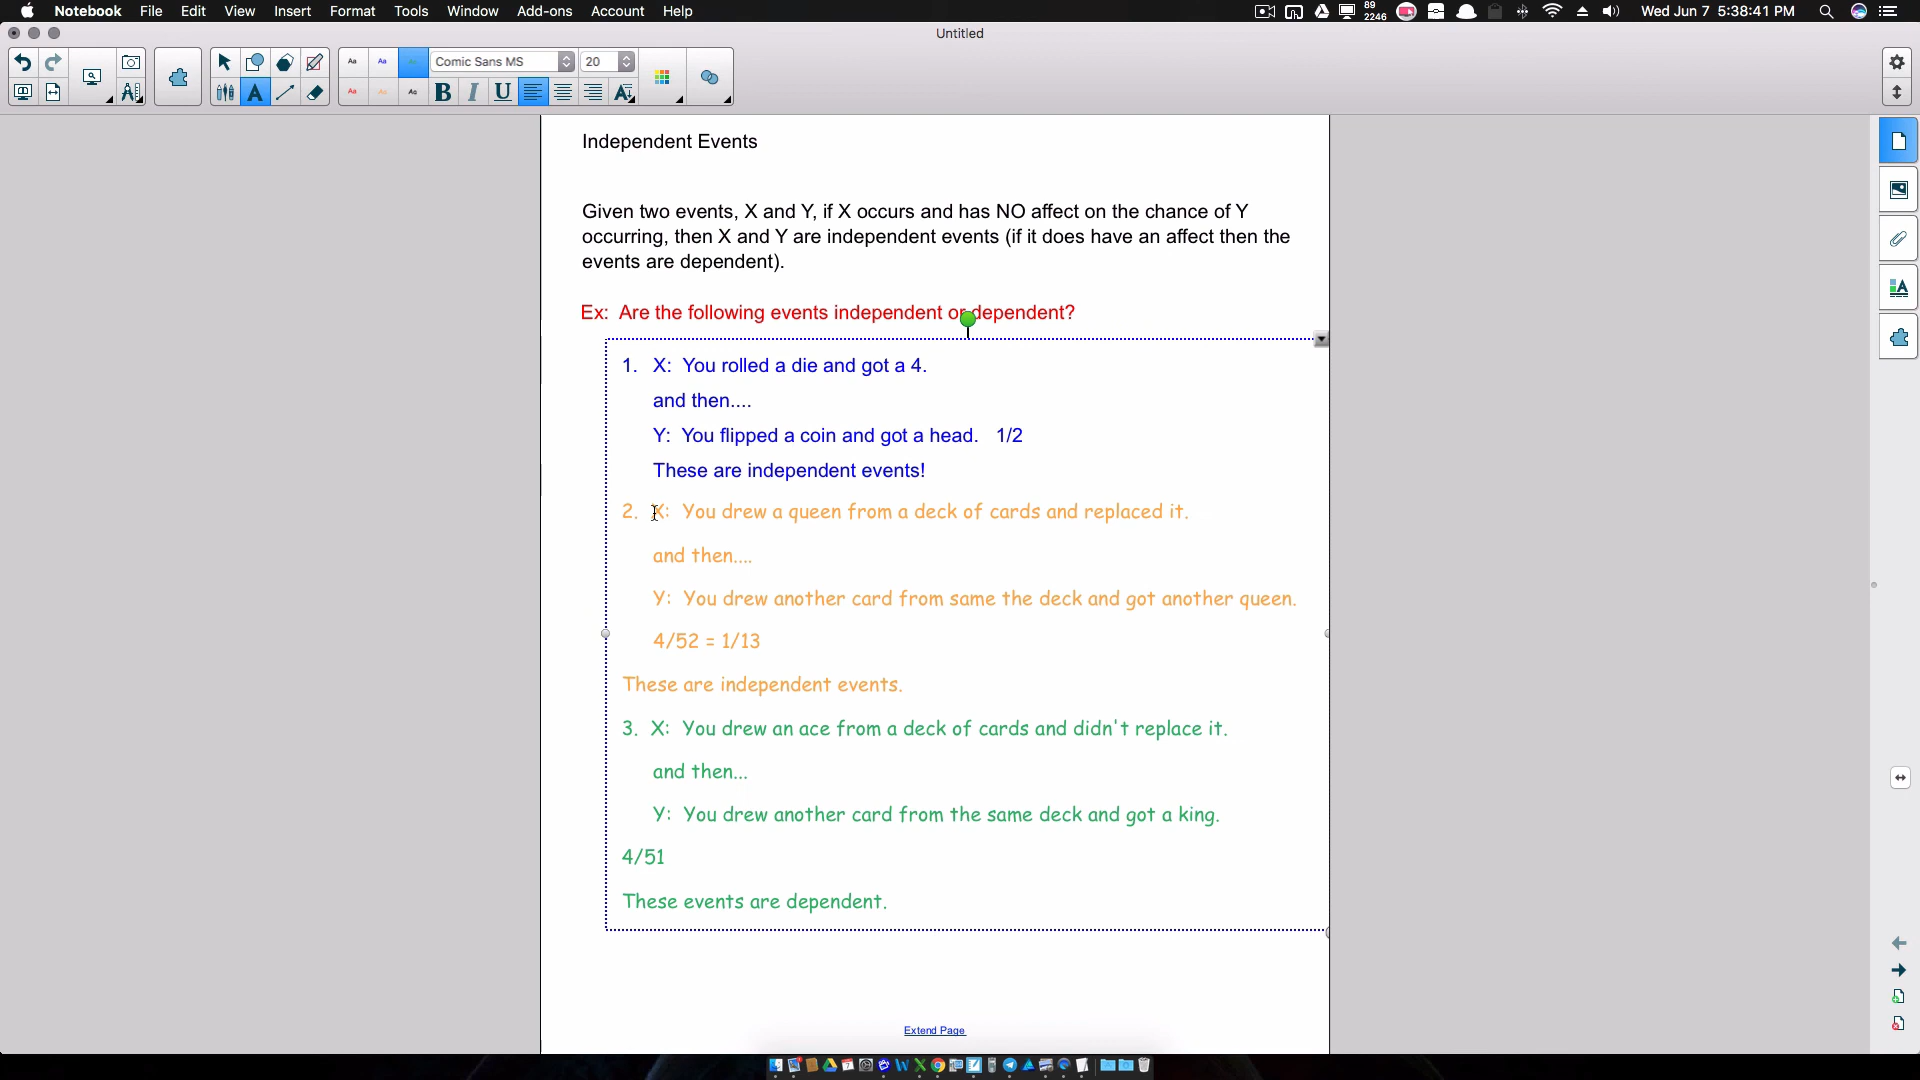 Notebook File Edit View Insert Format Tools Window Add-ons Account Help
89
2246
Wed Jun 7 5:38:41 PM
Untitled
Aa Aa
Comic Sans MS 20
Aa Aa Aa B I U A
Independent Events
Given two events, X and Y, if X occurs and has NO affect on the chance of Y
occurring, then X and Y are independent events (if it does have an affect then the
events are dependent).
Ex: Are the following events independent or dependent?
1. X: You rolled a die and got a 4.
and then....
Y: You flipped a coin and got a head. 1/2
These are independent events!
2. X: You drew a queen from a deck of cards and replaced it.
and then....
Y: You drew another card from same the deck and got another queen.
4/52 = 1/13
These are independent events.
3. X: You drew an ace from a deck of cards and didn't replace it.
and then...
Y: You drew another card from the same deck and got a king.
4/51
These events are dependent.
Extend Page